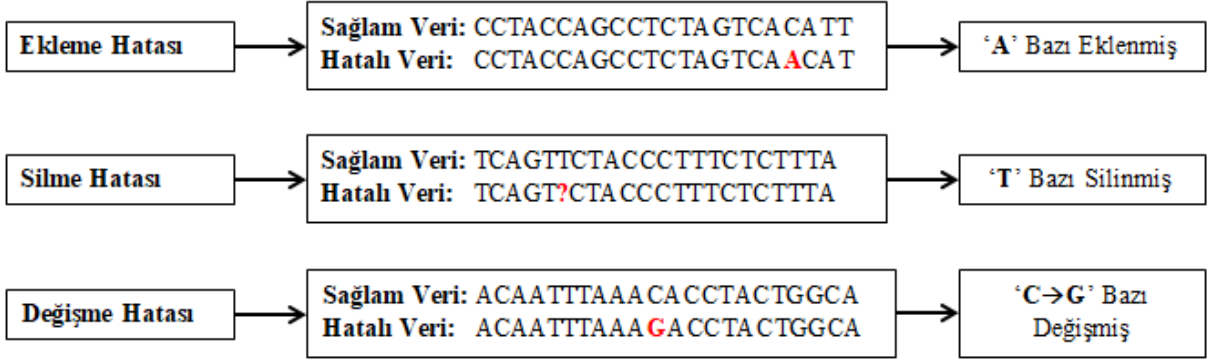 Ekleme Hatası
Sağlam Veri: CCTACCAGCCTCTAGTCACATT
Hatalı Veri: CCTACCAGCCTCTAGTCAACAT
‘A’ Bazı Eklenmiş
Silme Hatası
Sağlam Veri: TCAGTTCTACCCTTTCTCTTTA
Hatalı Veri: TCAGT?CTACCCTTTCTCTTTA
‘T’ Bazı Silinmiş
Değişme Hatası
Sağlam Veri: ACAATTTAAACACCTACTGGCA
Hatalı Veri: ACAATTTAAAGACCTACTGGCA
‘C→G’ Bazı
Değişmiş